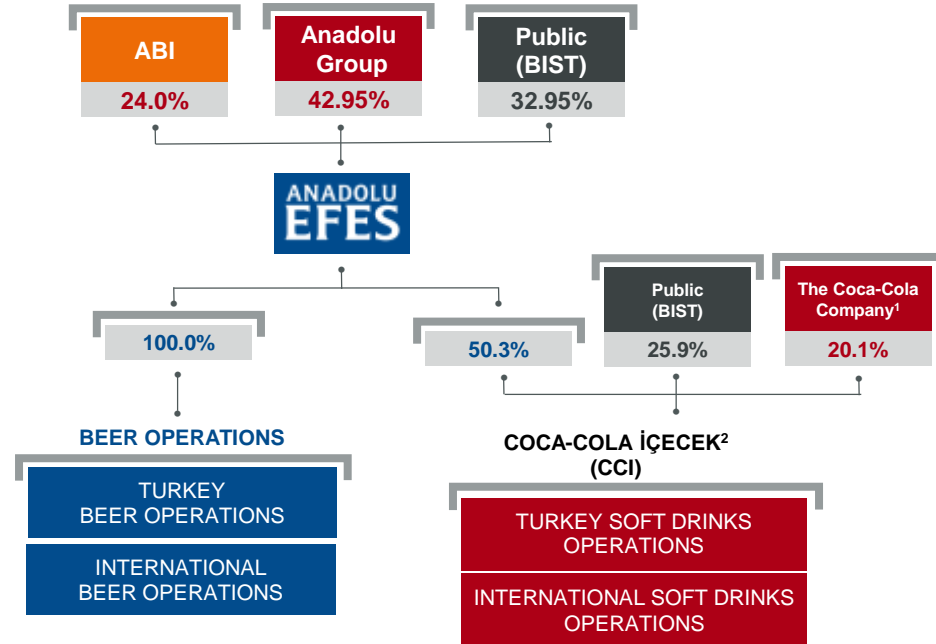 ABI
24.0%
Anadolu
Group
42.95%
Public
(BIST)
32.95%
ANADOLU
EFES
100.0%
50.3%
Public
(BIST)
25.9%
The Coca-Cola
Company¹
20.1%
BEER OPERATIONS
TURKEY
BEER OPERATIONS
INTERNATIONAL
BEER OPERATIONS
COCA-COLA İÇECEK²
(CCI)
TURKEY SOFT DRINKS
OPERATIONS
INTERNATIONAL SOFT DRINKS
OPERATIONS